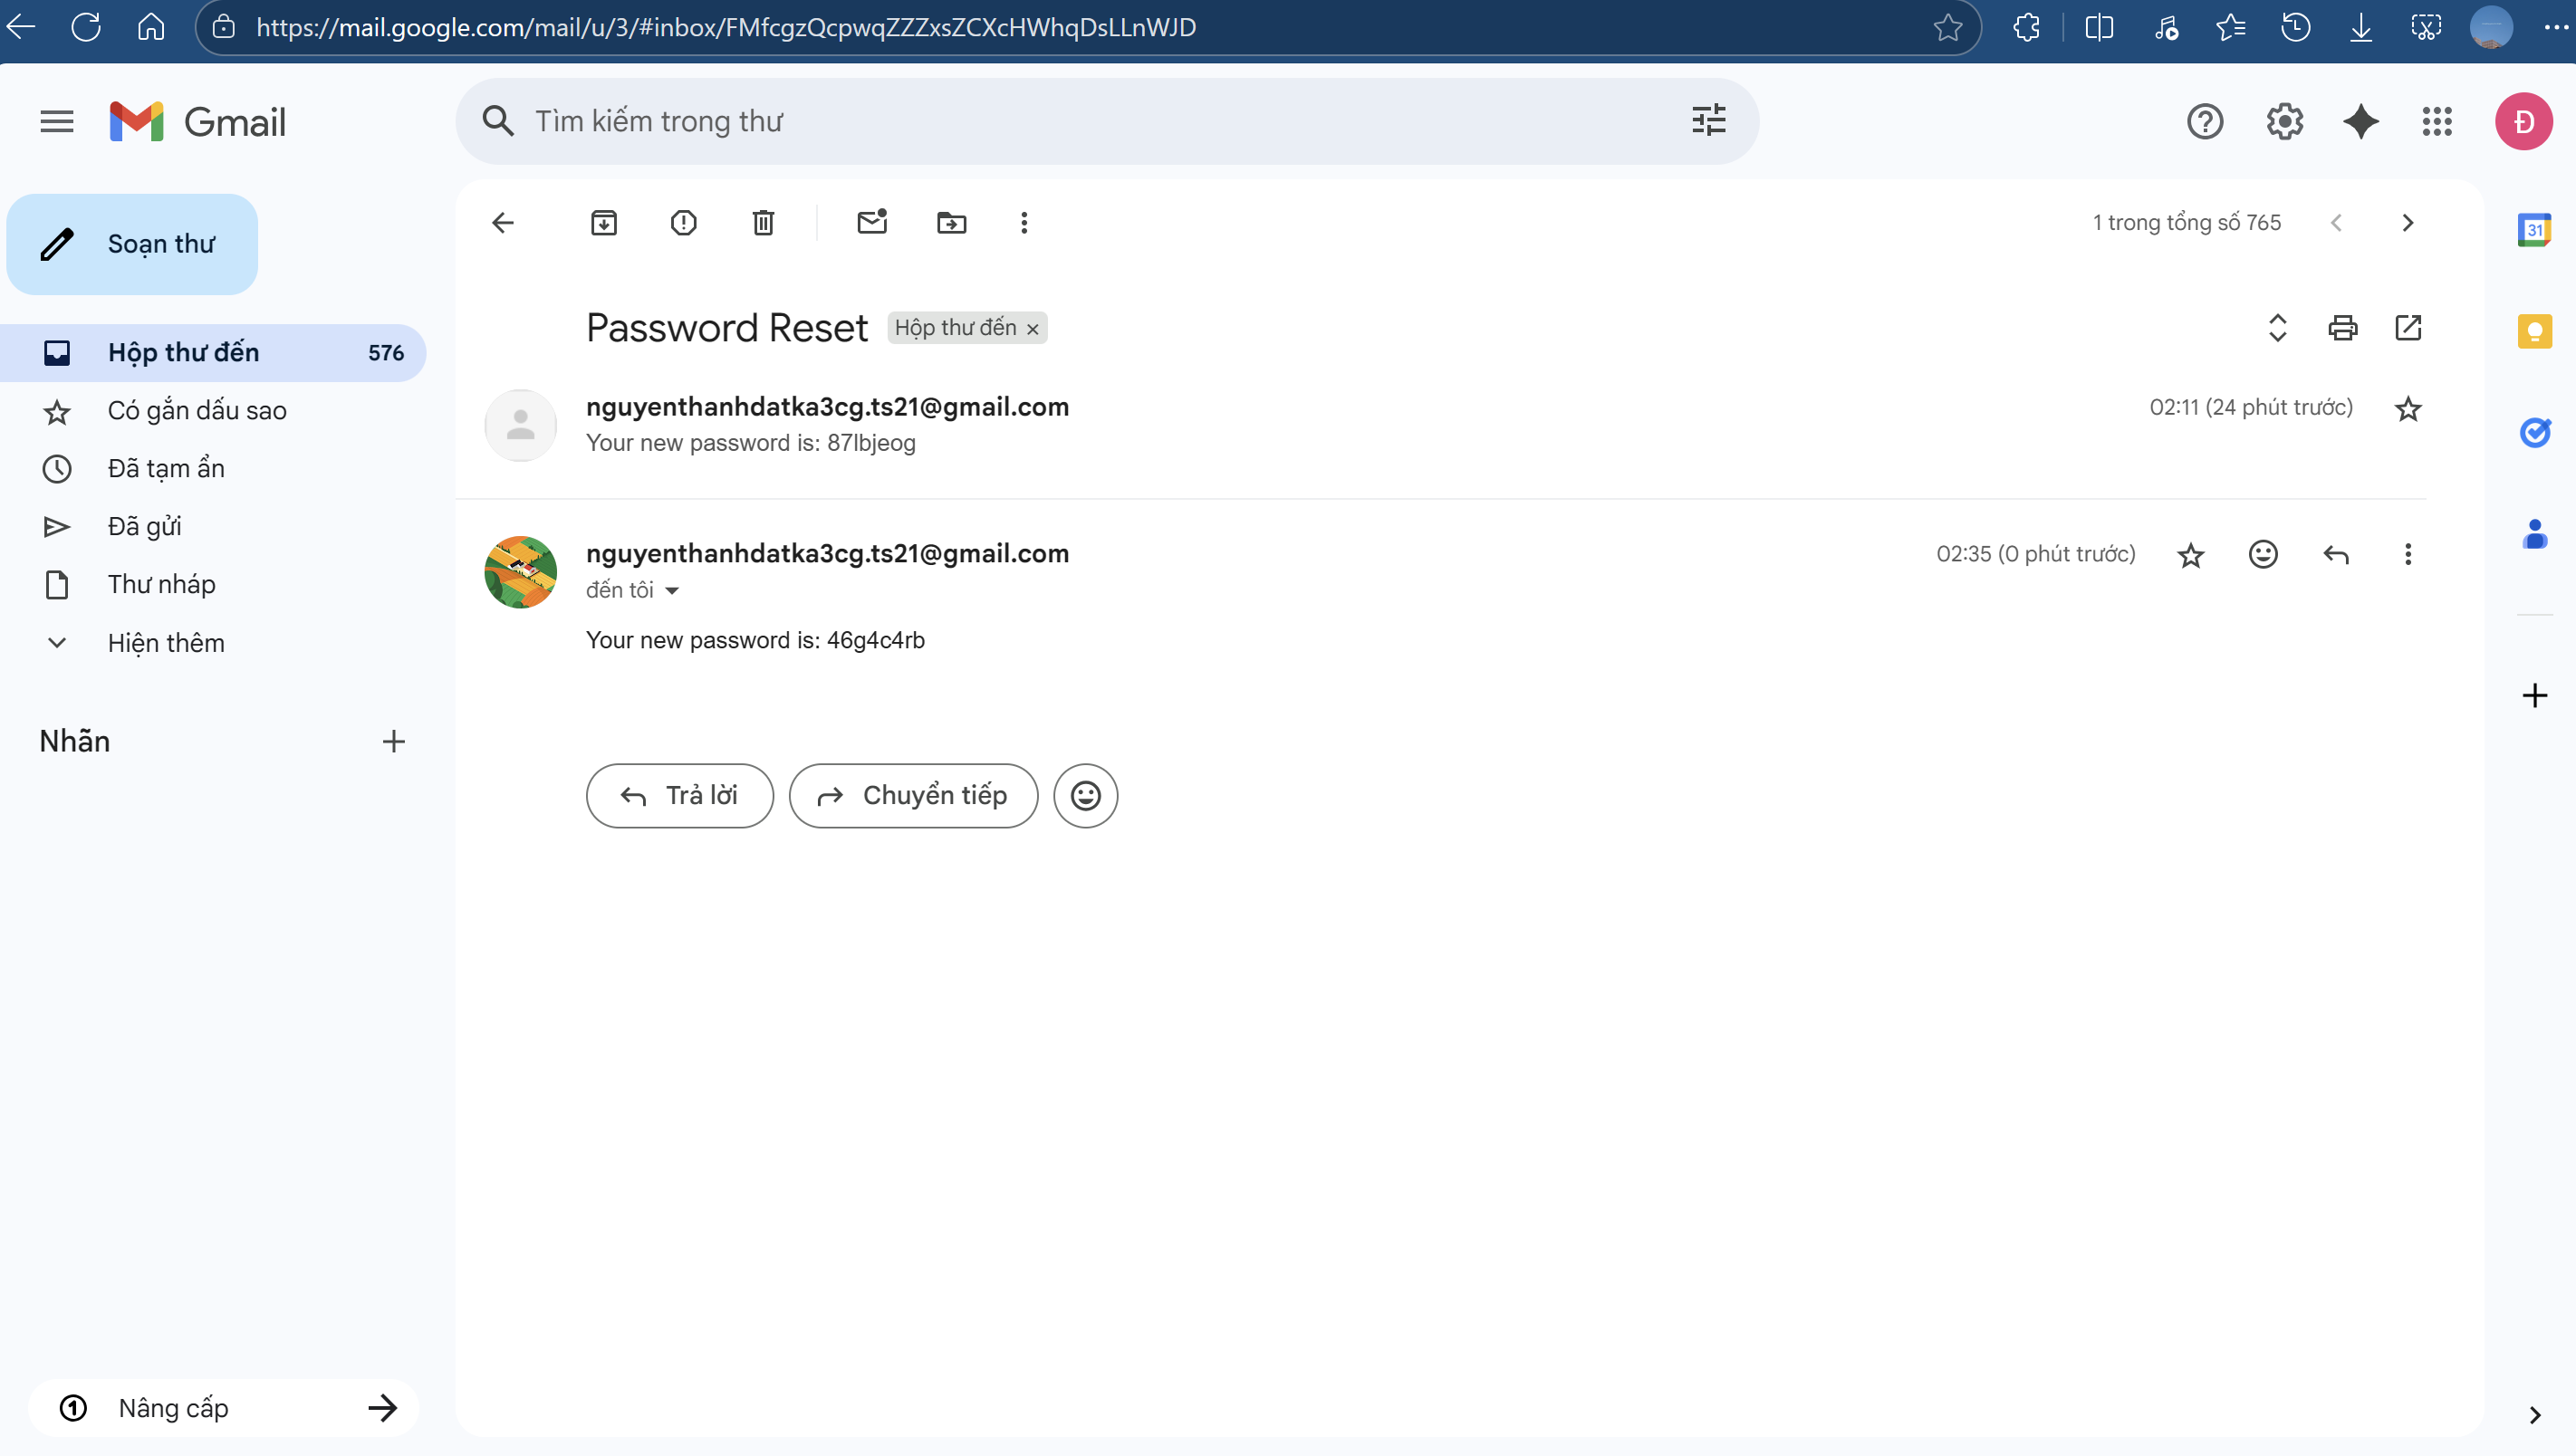 https://mail.google.com/mail/u/3/#inbox/FMfcgzQcpwqZZZxsZCXcHWhqDsLLnWJD
Gmail
Tìm kiếm trong thư
Đ
Soạn thư
1 trong tổng số 765
31
Password Reset Hộp thư đến ×
Hộp thư đến 576
Có gắn dấu sao
Đã tạm ẩn
Đã gửi
Thư nháp
Hiện thêm
Nhãn
nguyenthanhdatka3cg.ts21@gmail.com 02:11 (24 phút trước)
Your new password is: 87lbjeog
nguyenthanhdatka3cg.ts21@gmail.com 02:35 (0 phút trước)
đến tôi
Your new password is: 46g4c4rb
Trả lời Chuyển tiếp
1 Nâng cấp